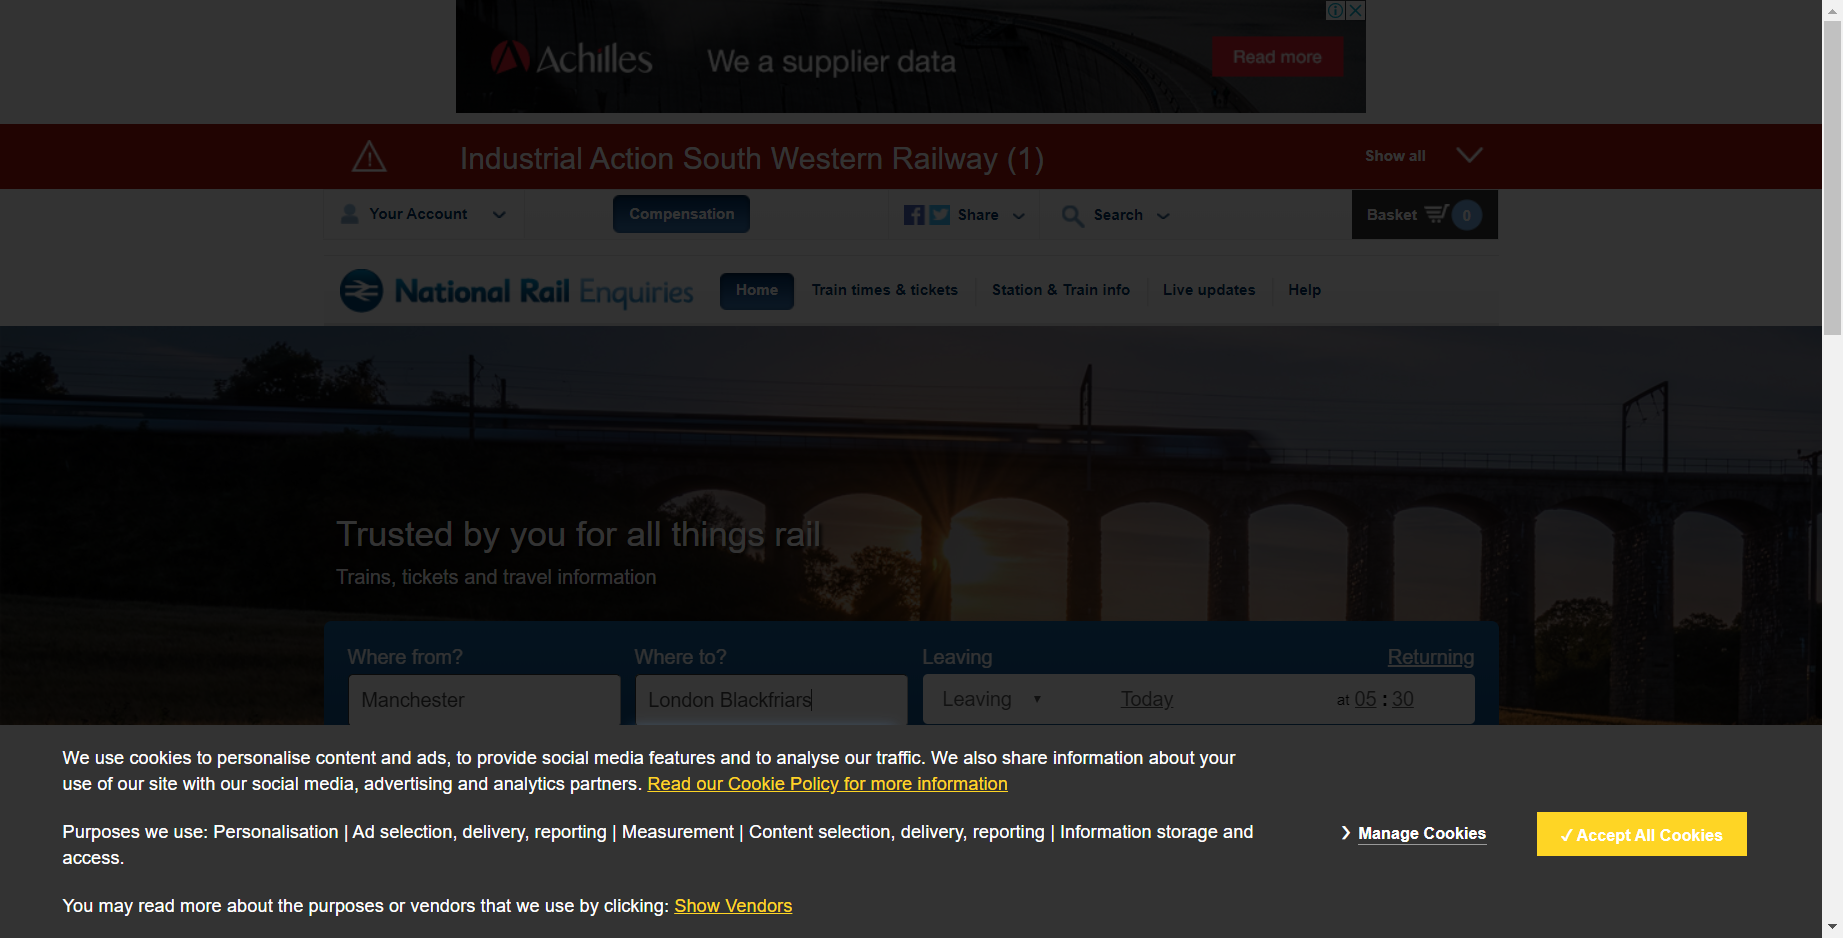 Achilles
We a supplier data
Read more
Industrial Action South Western Railway (1)
Show all
Your Account
Compensation
Share
Search
Basket
0
National Rail Enquiries
Home
Train times & tickets
Station & Train info
Live updates
Help
Trusted by you for all things rail
Trains, tickets and travel information
Where from?
Where to?
Leaving
Returning
Manchester
London Blackfriars
Leaving
Today
at 05 : 30
We use cookies to personalise content and ads, to provide social media features and to analyse our traffic. We also share information about your
use of our site with our social media, advertising and analytics partners. Read our Cookie Policy for more information
Purposes we use: Personalisation | Ad selection, delivery, reporting | Measurement | Content selection, delivery, reporting | Information storage and
access.
Manage Cookies
✓ Accept All Cookies
You may read more about the purposes or vendors that we use by clicking: Show Vendors